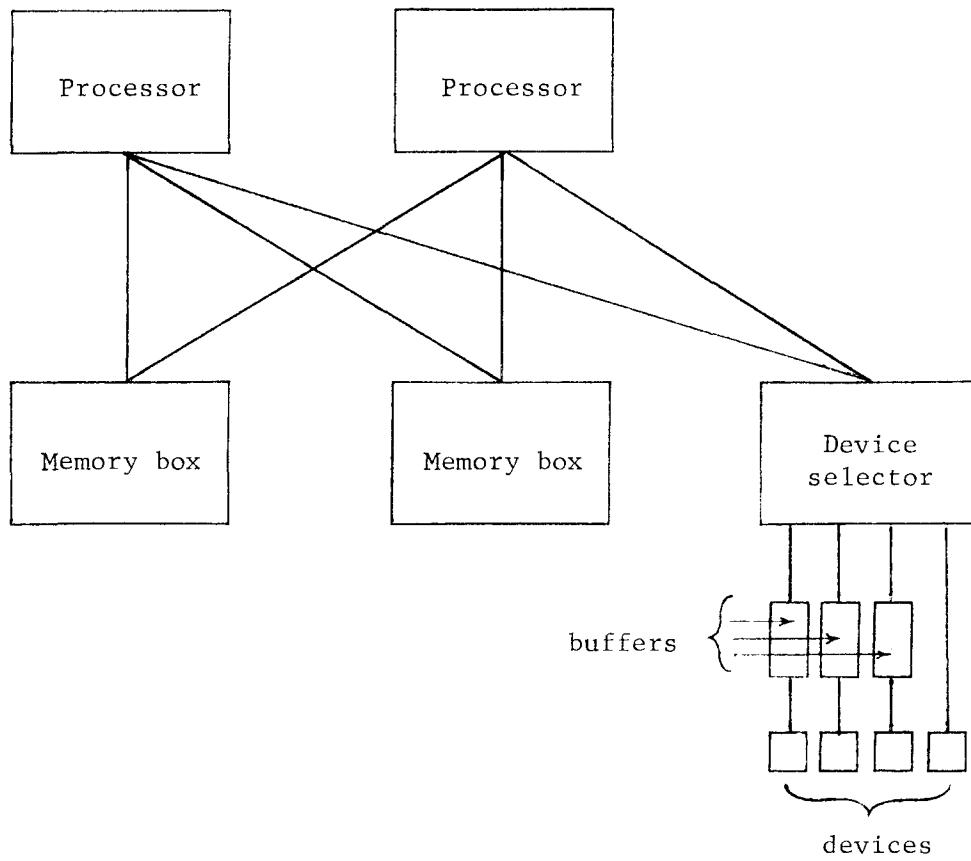 Processor
Processor
Memory box
Memory box
Device
selector
buffers
devices